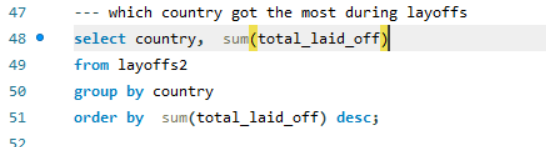 47 --- which country got the most during layoffs
48 select country,  sum(total_laid_off)
49 from layoffs2
50 group by country
51 order by  sum(total_laid_off) desc;
52